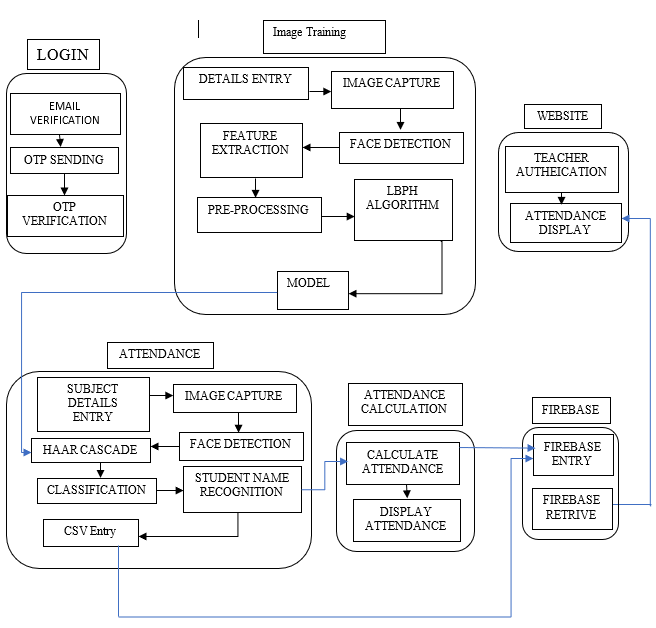 Image Training
LOGIN
DETAILS ENTRY
IMAGE CAPTURE
EMAIL
VERIFICATION
OTP SENDING
OTP
VERIFICATION
FEATURE
EXTRACTION
FACE DETECTION
PRE-PROCESSING
LBPH
ALGORITHM
MODEL
WEBSITE
TEACHER
AUTHEICATION
ATTENDANCE
DISPLAY
ATTENDANCE
SUBJECT
DETAILS
ENTRY
IMAGE CAPTURE
HAAR CASCADE
FACE DETECTION
CLASSIFICATION
STUDENT NAME
RECOGNITION
CSV Entry
ATTENDANCE
CALCULATION
CALCULATE
ATTENDANCE
DISPLAY
ATTENDANCE
FIREBASE
FIREBASE
ENTRY
FIREBASE
RETRIVE